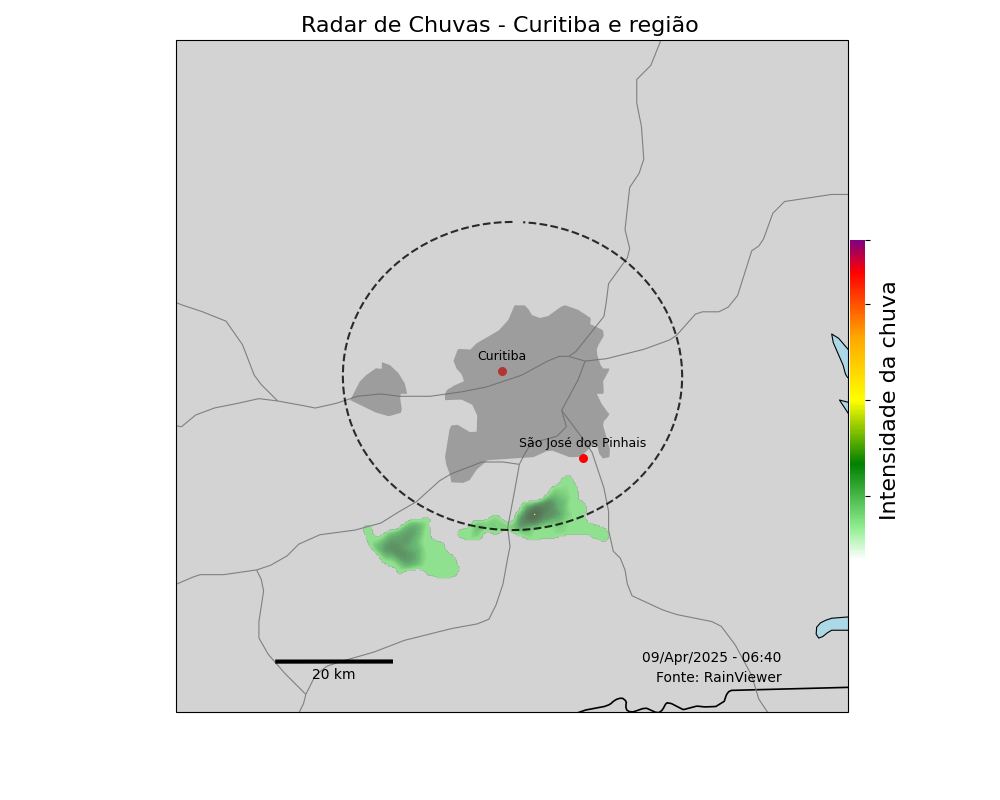 Radar de Chuvas - Curitiba e região
Curitiba
São José dos Pinhais
Intensidade da chuva
09/Apr/2025 - 06:40
Fonte: RainViewer
20 km